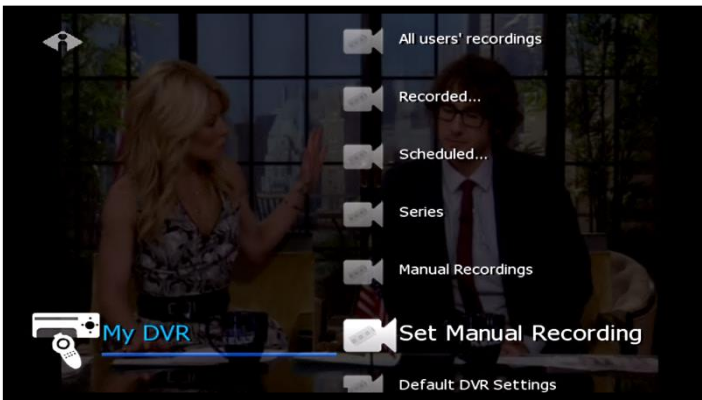 All users' recordings
Recorded...
Scheduled...
Series
Manual Recordings
My DVR
Set Manual Recording
Default DVR Settings